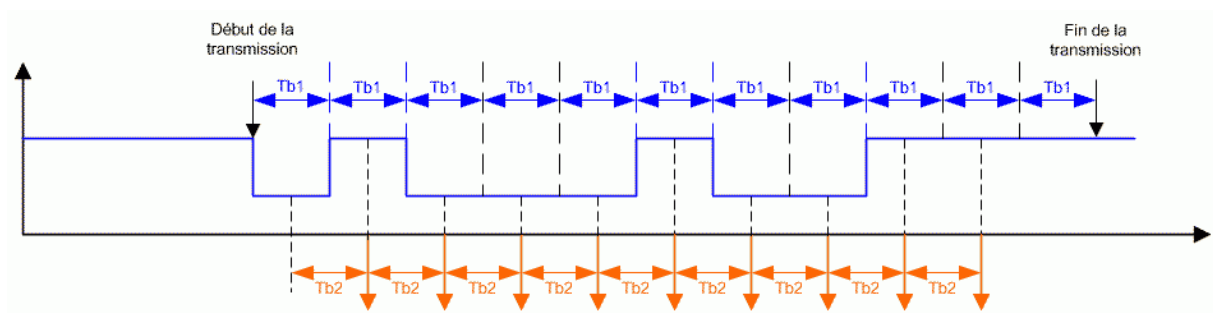 Début de la
transmission
Fin de la
transmission
Tb1 Tb1 Tb1 Tb1 Tb1 Tb1 Tb1 Tb1 Tb1 Tb1 Tb1
Tb2 Tb2 Tb2 Tb2 Tb2 Tb2 Tb2 Tb2 Tb2